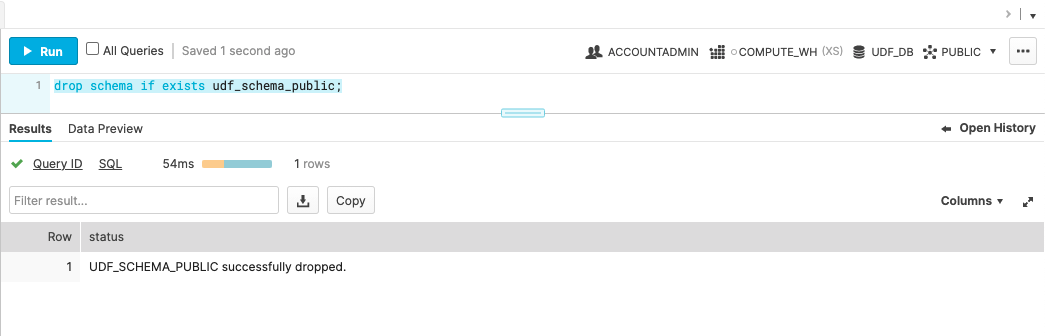 Run All Queries | Saved 1 second ago ACCOUNTADMIN COMPUTE_WH (XS) UDF_DB PUBLIC
1 drop schema if exists udf_schema_public;
Results Data Preview Open History
Query ID SQL 54ms 1 rows
Filter result... Copy Columns
Row status
1 UDF_SCHEMA_PUBLIC successfully dropped.